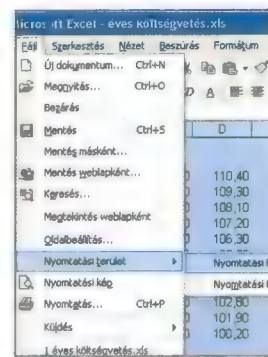 Microsoft Excel - éves költségvetés.xls
Fájl Szerkesztés Nézet Beszúrás Formátum
Új dokumentum... Ctrl+N
Megnyitás... Ctrl+O
Bezárás
Mentés Ctrl+S
Mentés másként...
Mentés weblapként...
Keresés...
Megtekintés weblapként
Oldalbeállítás...
Nyomtatási terület
Nyomtatási kép
Nyomtatás... Ctrl+P
Küldés
1 éves költségvetés.xls
D
110,40
109,30
108,10
107,20
106,30
Nyomtatási
Nyomtatási
102,80
101,90
100,20